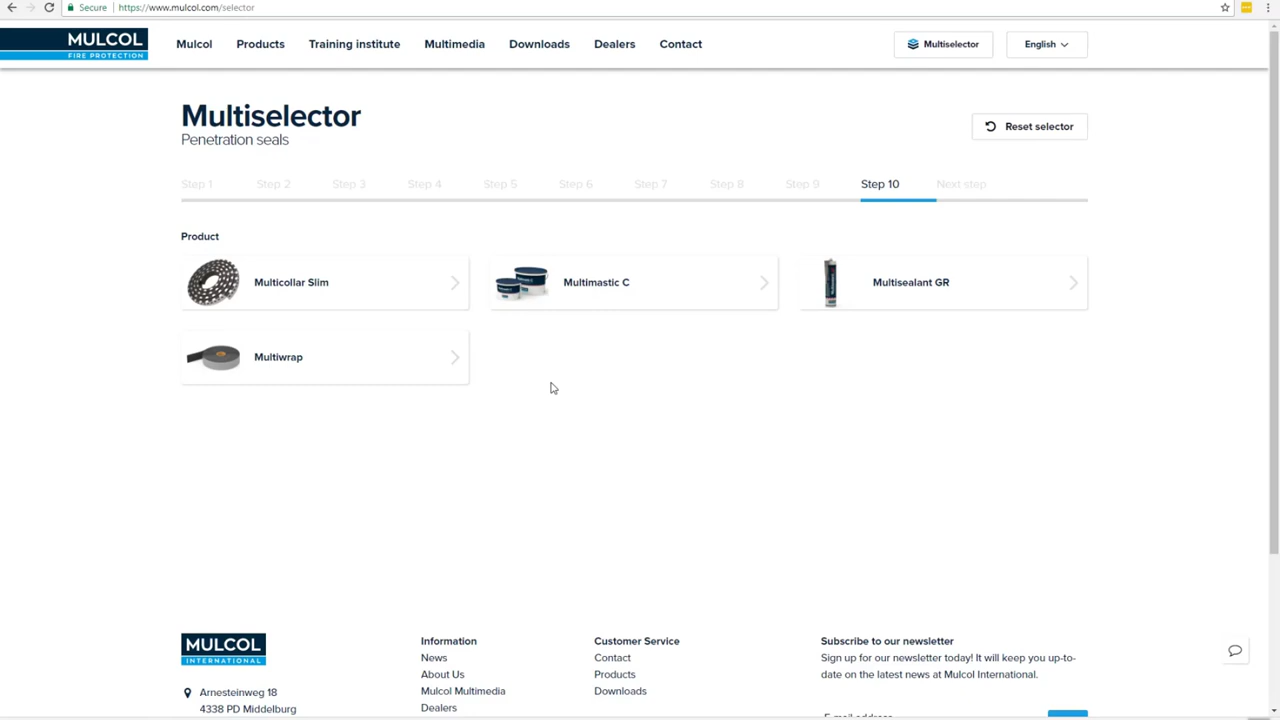 Secure https://www.mulcol.com/selector
MULCOL
FIRE PROTECTION
Mulcol Products Training institute Multimedia Downloads Dealers Contact
Multiselector
English
Multiselector
Penetration seals
Reset selector
Step 1 Step 2 Step 3 Step 4 Step 5 Step 6 Step 7 Step 8 Step 9 Step 10 Next step
Product
Multicollar Slim
Multimastic C
Multisealant GR
Multiwrap
MULCOL
INTERNATIONAL
Arnesteinweg 18
4338 PD Middelburg
Information
News
About Us
Mulcol Multimedia
Dealers
Customer Service
Contact
Products
Downloads
Subscribe to our newsletter
Sign up for our newsletter today! It will keep you up-to-
date on the latest news at Mulcol International.
E-mail address